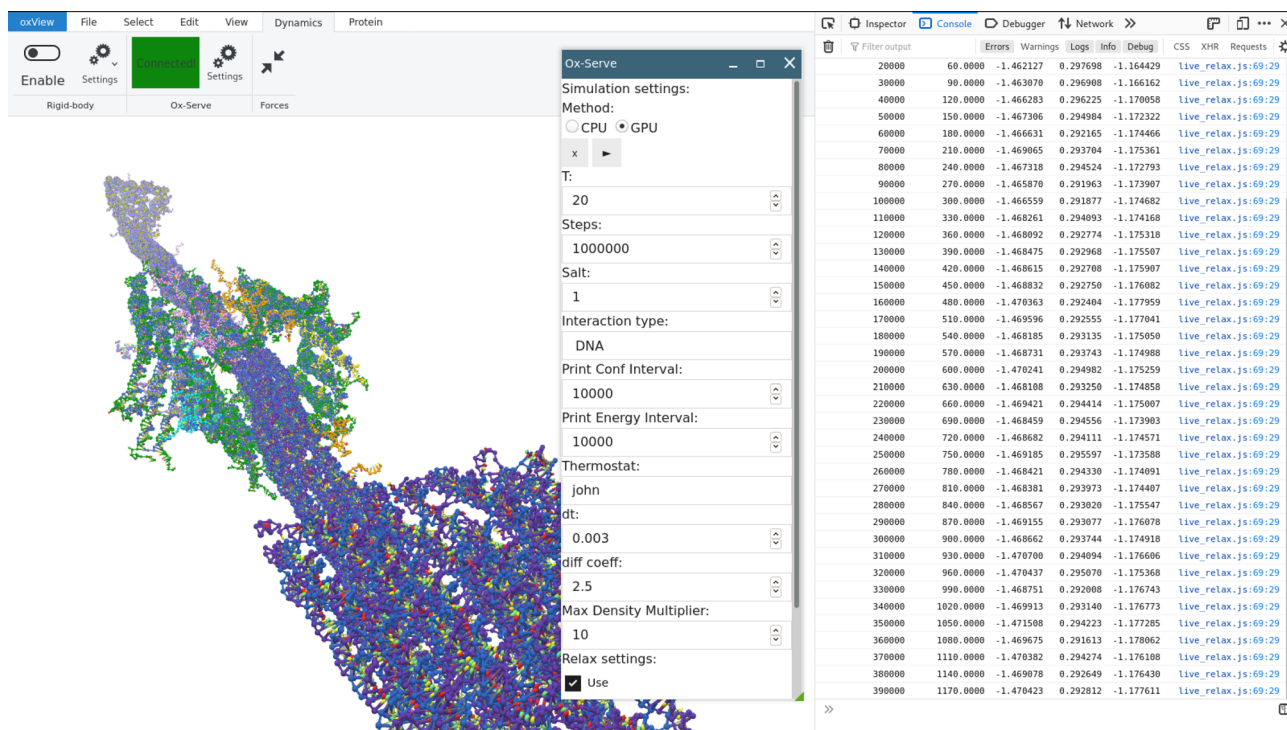 oxView File Select Edit View Dynamics Protein
Enable Settings Connected! Settings
Rigid-body Ox-Serve Forces
Ox-Serve
Simulation settings:
Method:
CPU GPU
x
T:
20
Steps:
1000000
Salt:
1
Interaction type:
DNA
Print Conf Interval:
10000
Print Energy Interval:
10000
Thermostat:
john
dt:
0.003
diff coeff:
2.5
Max Density Multiplier:
10
Relax settings:
Use
Inspector Console Debugger Network
Filter output Errors Warnings Logs Info Debug CSS XHR Requests
20000 60.0000 -1.462127 0.297698 -1.164429 live_relax.js:69:29
30000 90.0000 -1.463070 0.296908 -1.166162 live_relax.js:69:29
40000 120.0000 -1.466283 0.296225 -1.170058 live_relax.js:69:29
50000 150.0000 -1.467306 0.294984 -1.172322 live_relax.js:69:29
60000 180.0000 -1.466631 0.292165 -1.174466 live_relax.js:69:29
70000 210.0000 -1.469065 0.293704 -1.175361 live_relax.js:69:29
80000 240.0000 -1.467318 0.294524 -1.172793 live_relax.js:69:29
90000 270.0000 -1.465870 0.291963 -1.173907 live_relax.js:69:29
100000 300.0000 -1.466559 0.291877 -1.174682 live_relax.js:69:29
110000 330.0000 -1.468261 0.294093 -1.174168 live_relax.js:69:29
120000 360.0000 -1.468092 0.292774 -1.175318 live_relax.js:69:29
130000 390.0000 -1.468475 0.292968 -1.175507 live_relax.js:69:29
140000 420.0000 -1.468615 0.292708 -1.175907 live_relax.js:69:29
150000 450.0000 -1.468832 0.292750 -1.176082 live_relax.js:69:29
160000 480.0000 -1.470363 0.292404 -1.177959 live_relax.js:69:29
170000 510.0000 -1.469596 0.292555 -1.177041 live_relax.js:69:29
180000 540.0000 -1.468185 0.293135 -1.175050 live_relax.js:69:29
190000 570.0000 -1.468731 0.293743 -1.174988 live_relax.js:69:29
200000 600.0000 -1.470241 0.294982 -1.175259 live_relax.js:69:29
210000 630.0000 -1.468108 0.293250 -1.174858 live_relax.js:69:29
220000 660.0000 -1.469421 0.294414 -1.175007 live_relax.js:69:29
230000 690.0000 -1.468459 0.294556 -1.173903 live_relax.js:69:29
240000 720.0000 -1.468682 0.294111 -1.174571 live_relax.js:69:29
250000 750.0000 -1.469185 0.295597 -1.173588 live_relax.js:69:29
260000 780.0000 -1.468421 0.294330 -1.174091 live_relax.js:69:29
270000 810.0000 -1.468381 0.293973 -1.174407 live_relax.js:69:29
280000 840.0000 -1.468567 0.293020 -1.175547 live_relax.js:69:29
290000 870.0000 -1.469155 0.293077 -1.176078 live_relax.js:69:29
300000 900.0000 -1.468662 0.293744 -1.174918 live_relax.js:69:29
310000 930.0000 -1.470700 0.294094 -1.176606 live_relax.js:69:29
320000 960.0000 -1.470437 0.295070 -1.175368 live_relax.js:69:29
330000 990.0000 -1.468751 0.292008 -1.176743 live_relax.js:69:29
340000 1020.0000 -1.469913 0.293140 -1.176773 live_relax.js:69:29
350000 1050.0000 -1.471508 0.294223 -1.177285 live_relax.js:69:29
360000 1080.0000 -1.469675 0.291613 -1.178062 live_relax.js:69:29
370000 1110.0000 -1.470382 0.294274 -1.176108 live_relax.js:69:29
380000 1140.0000 -1.469078 0.292649 -1.176430 live_relax.js:69:29
390000 1170.0000 -1.470423 0.292812 -1.177611 live_relax.js:69:29